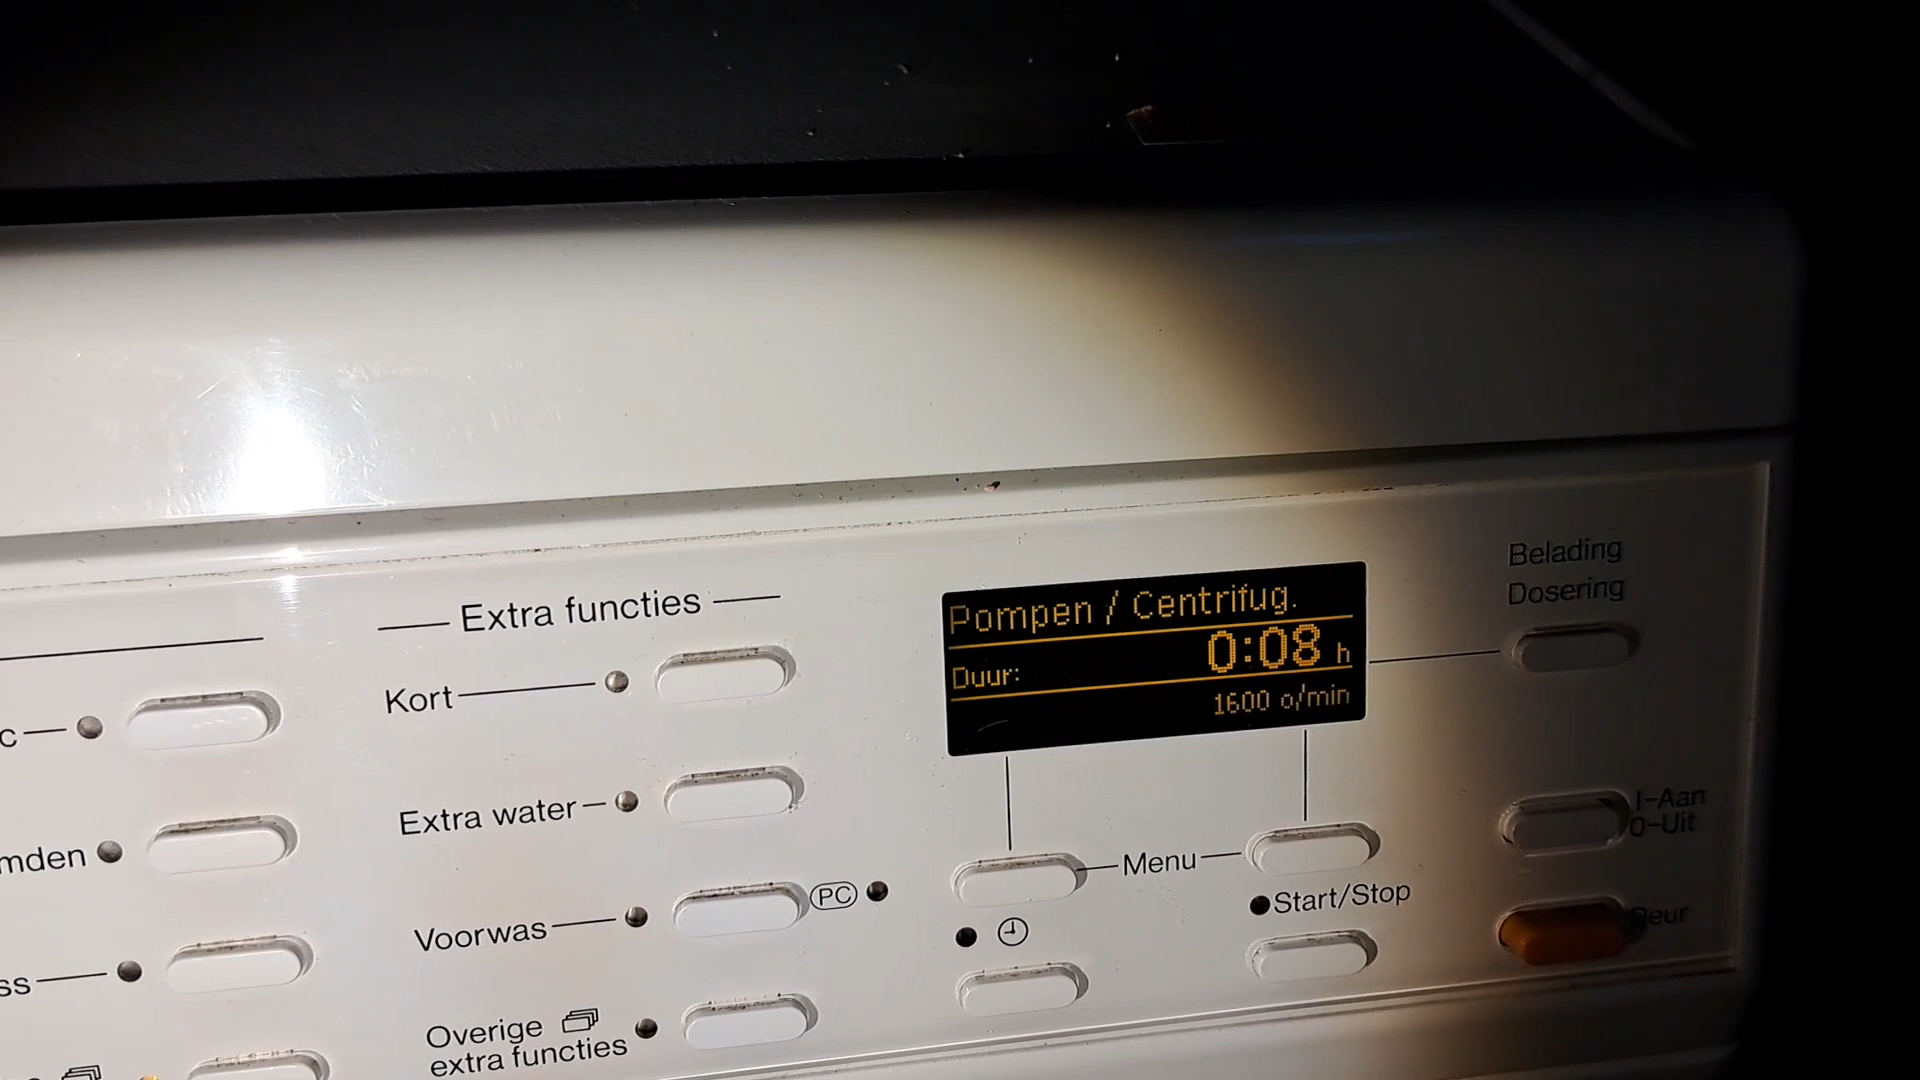 Extra functies
Kort
Extra water
Voorwas
PC
Overige
extra functies
mden
ss
Pompen / Centrifug.
Duur: 0:08 h
1600 o/min
Menu
Start/Stop
Belading
Dosering
I-Aan
0-Uit
Deur